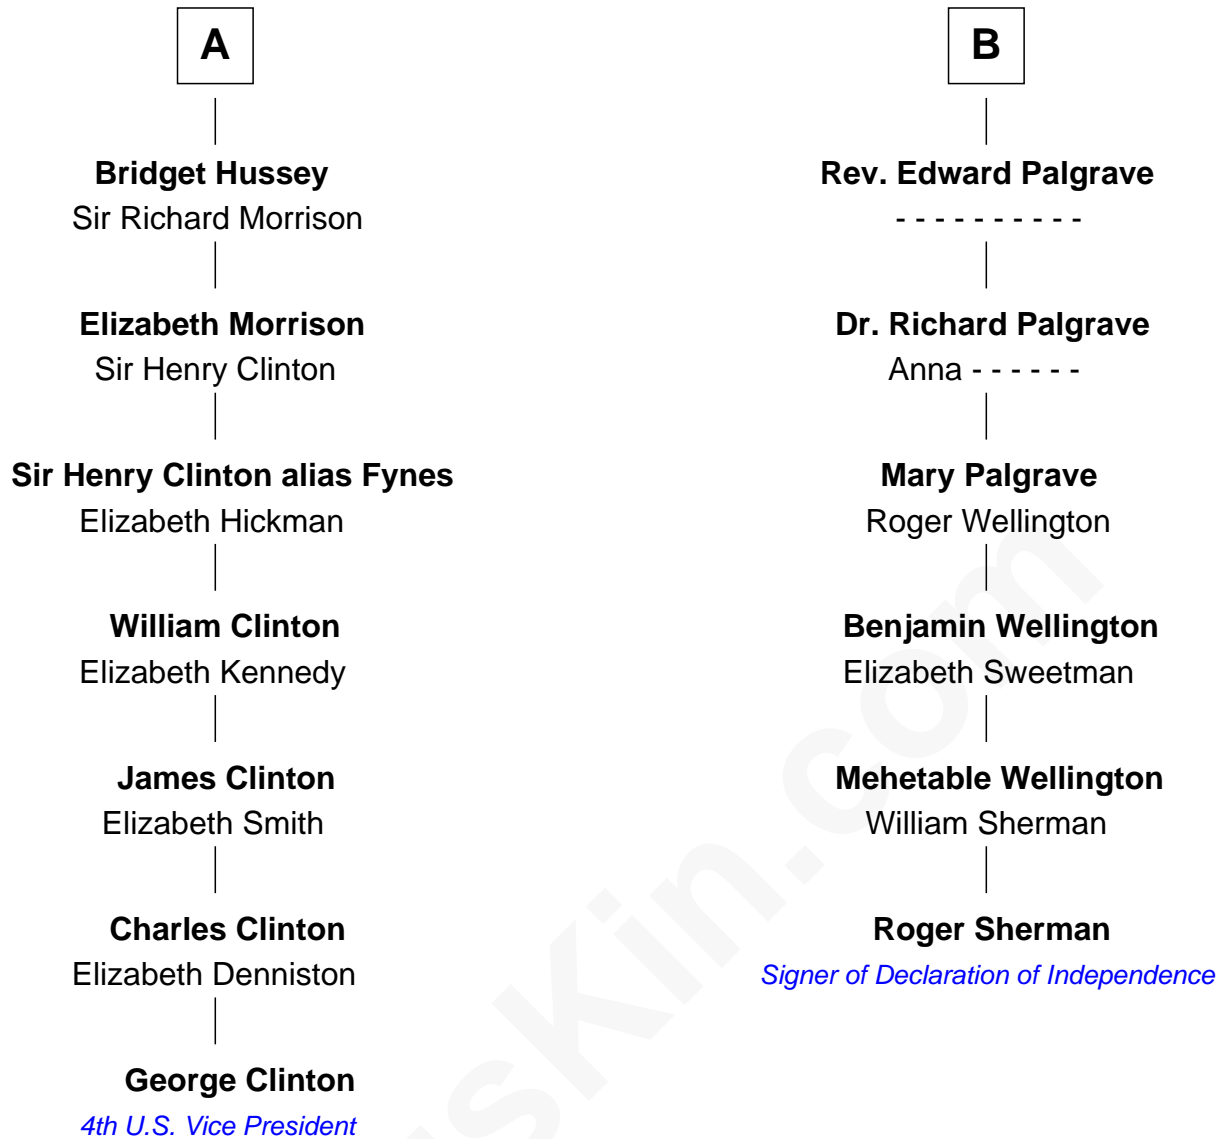 A
Bridget Hussey
Sir Richard Morrison
Elizabeth Morrison
Sir Henry Clinton
Sir Henry Clinton alias Fynes
Elizabeth Hickman
William Clinton
Elizabeth Kennedy
James Clinton
Elizabeth Smith
Charles Clinton
Elizabeth Denniston
George Clinton
4th U.S. Vice President
B
Rev. Edward Palgrave
- - - - - - - - - -
Dr. Richard Palgrave
Anna - - - - - -
Mary Palgrave
Roger Wellington
Benjamin Wellington
Elizabeth Sweetman
Mehetable Wellington
William Sherman
Roger Sherman
Signer of Declaration of Independence
sKin.com